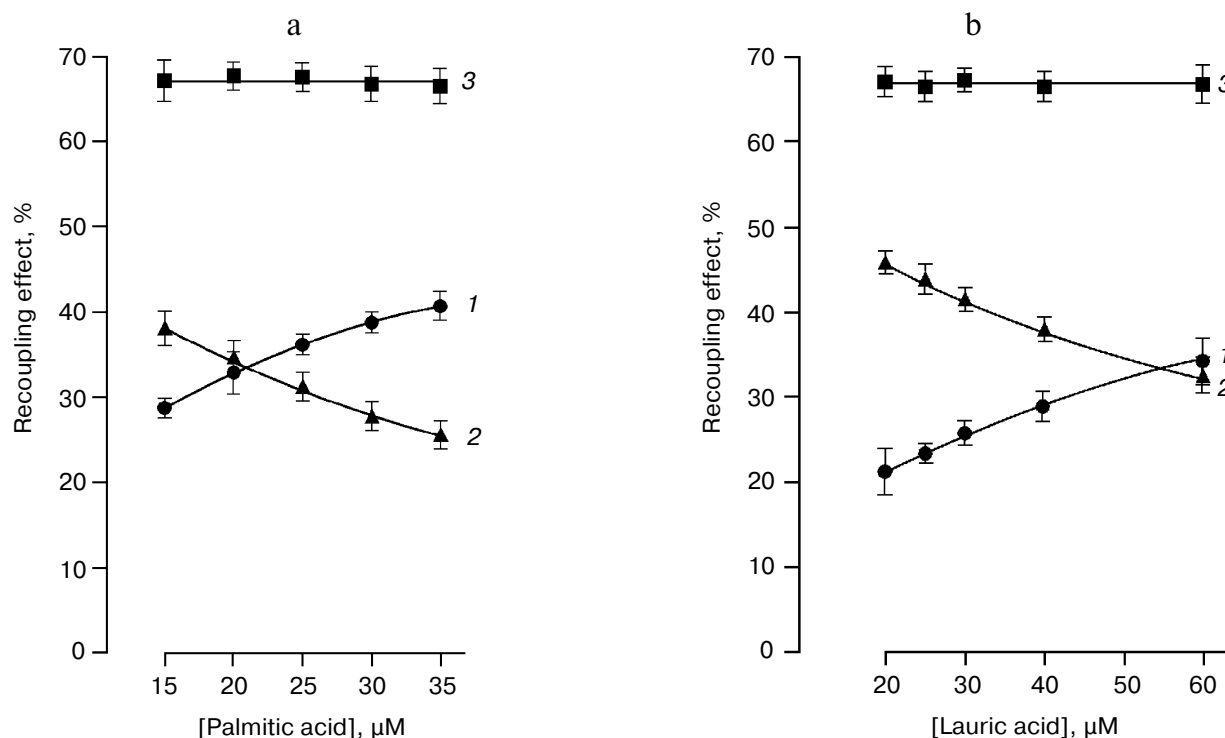 a
Recoupling effect, %
70
60
50
40
30
20
10
0
3
1
2
15 20 25 30 35
[Palmitic acid], μM
b
Recoupling effect, %
70
60
50
40
30
20
10
0
3
1
2
20 30 40 50 60
[Lauric acid], μM